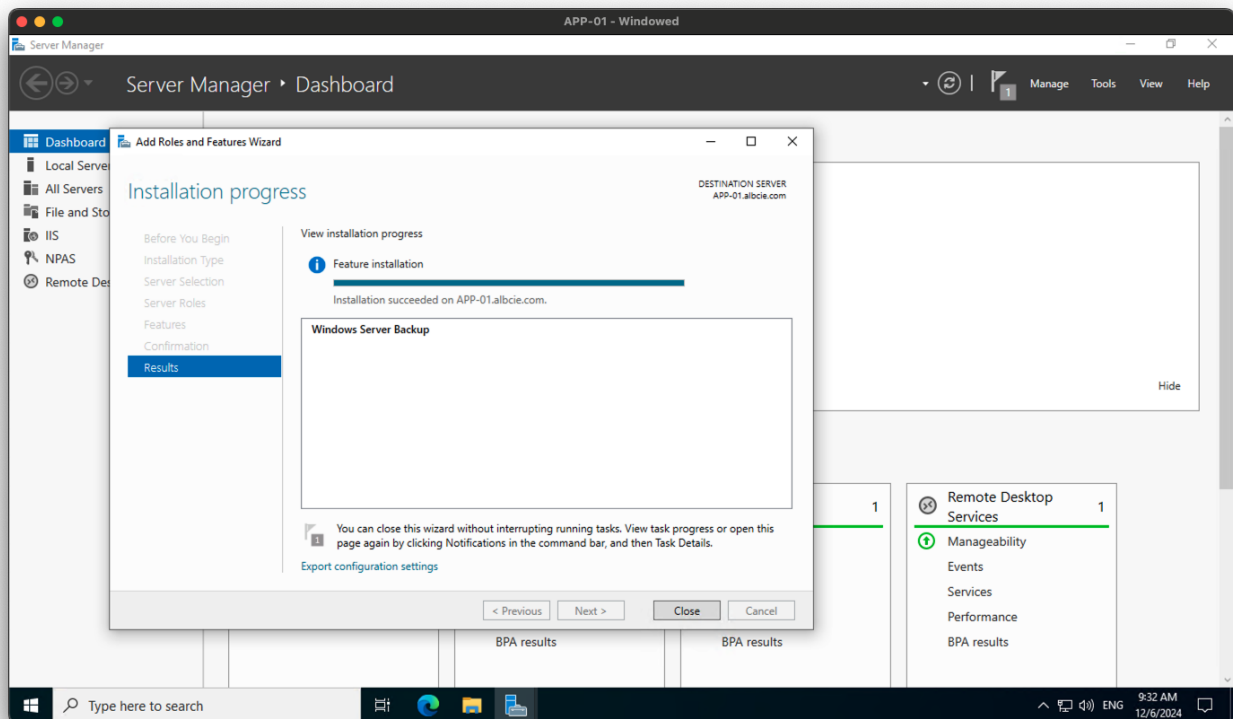 APP-01 - Windowed
Server Manager
Server Manager • Dashboard
1
Manage
Tools
View
Help
Dashboard
Local Server
All Servers
File and Sto
IIS
NPAS
Remote Des
Add Roles and Features Wizard
Installation progress
DESTINATION SERVER
APP-01.albcie.com
Before You Begin
Installation Type
Server Selection
Server Roles
Features
Confirmation
Results
View installation progress
Feature installation
Installation succeeded on APP-01.albcie.com.
Windows Server Backup
1
You can close this wizard without interrupting running tasks. View task progress or open this
page again by clicking Notifications in the command bar, and then Task Details.
Export configuration settings
< Previous
Next >
Close
Cancel
Hide
1
BPA results
BPA results
Remote Desktop
Services
1
Manageability
Events
Services
Performance
BPA results
Type here to search
ENG
9:32 AM
12/6/2024